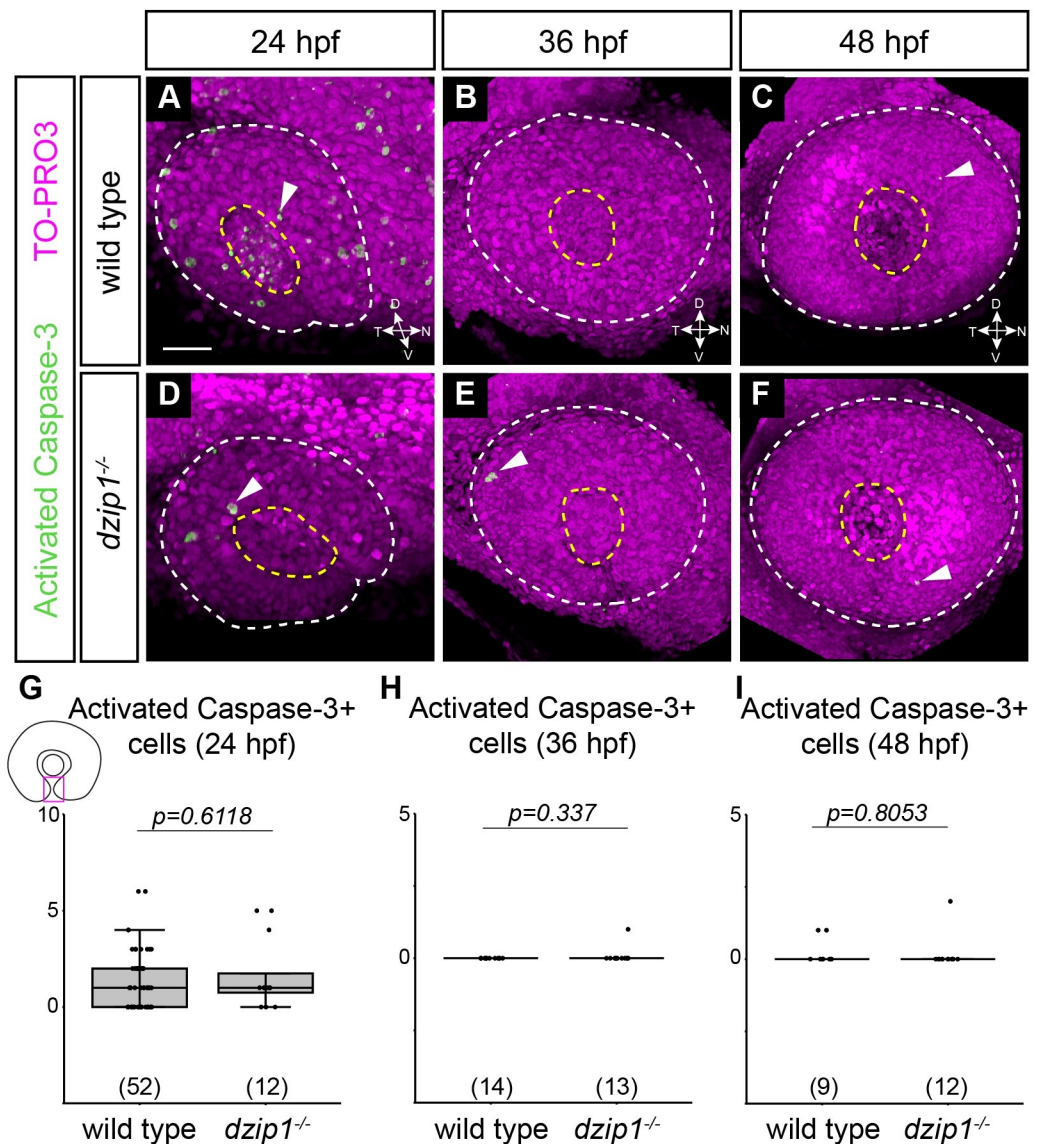 24 hpf
36 hpf
48 hpf
Activated Caspase-3 TO-PRO3
wild type
dzip1-/-
A
D
T N
V
B
D
T N
V
C
D
T N
V
D
E
F
G
Activated Caspase-3+
cells (24 hpf)
10
5
0
p=0.6118
(52)
(12)
wild type
dzip1-/-
H
Activated Caspase-3+
cells (36 hpf)
5
0
p=0.337
(14)
(13)
wild type
dzip1-/-
I
Activated Caspase-3+
cells (48 hpf)
5
0
p=0.8053
(9)
(12)
wild type
dzip1-/-